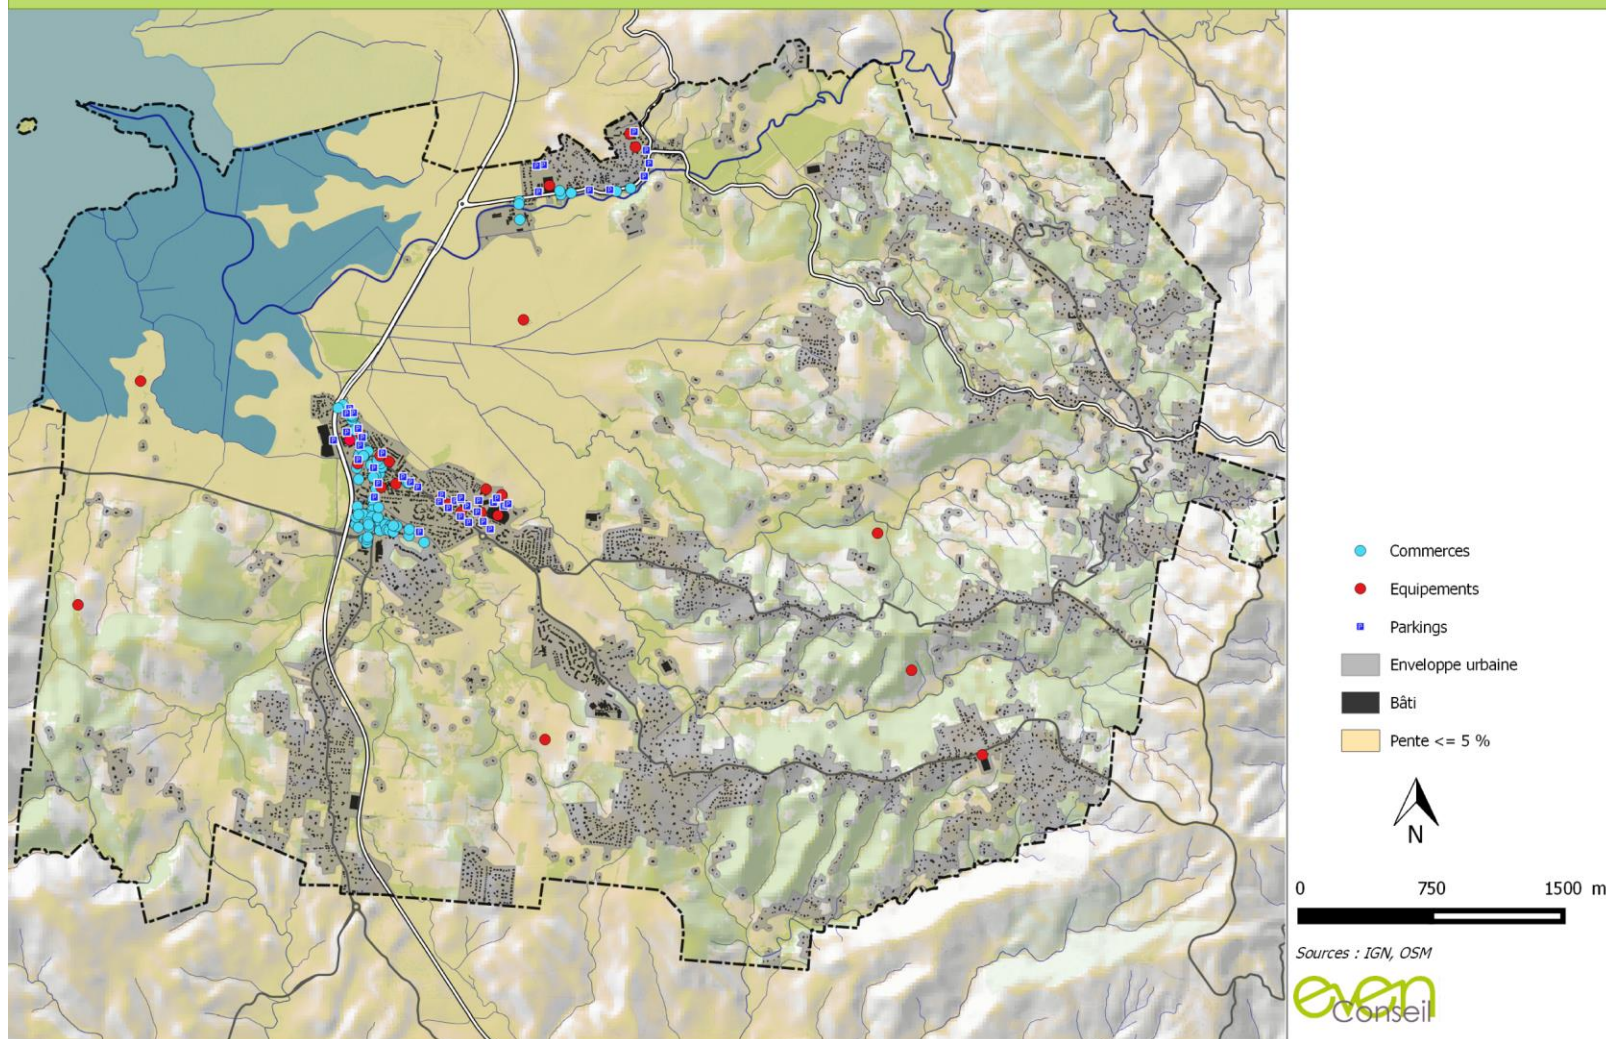 Commerces
Equipements
Parkings
Enveloppe urbaine
Bâti
Pente <= 5 %
N
0 750 1500 m
Sources : IGN, OSM
even
Conseil